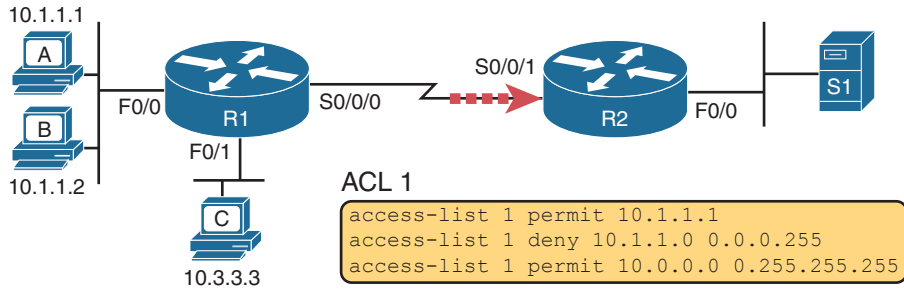 10.1.1.1
A
B
10.1.1.2
F0/0
R1
S0/0/0
F0/1
C
10.3.3.3
S0/0/1
R2
F0/0
S1
ACL 1
access-list 1 permit 10.1.1.1
access-list 1 deny 10.1.1.0 0.0.0.255
access-list 1 permit 10.0.0.0 0.255.255.255